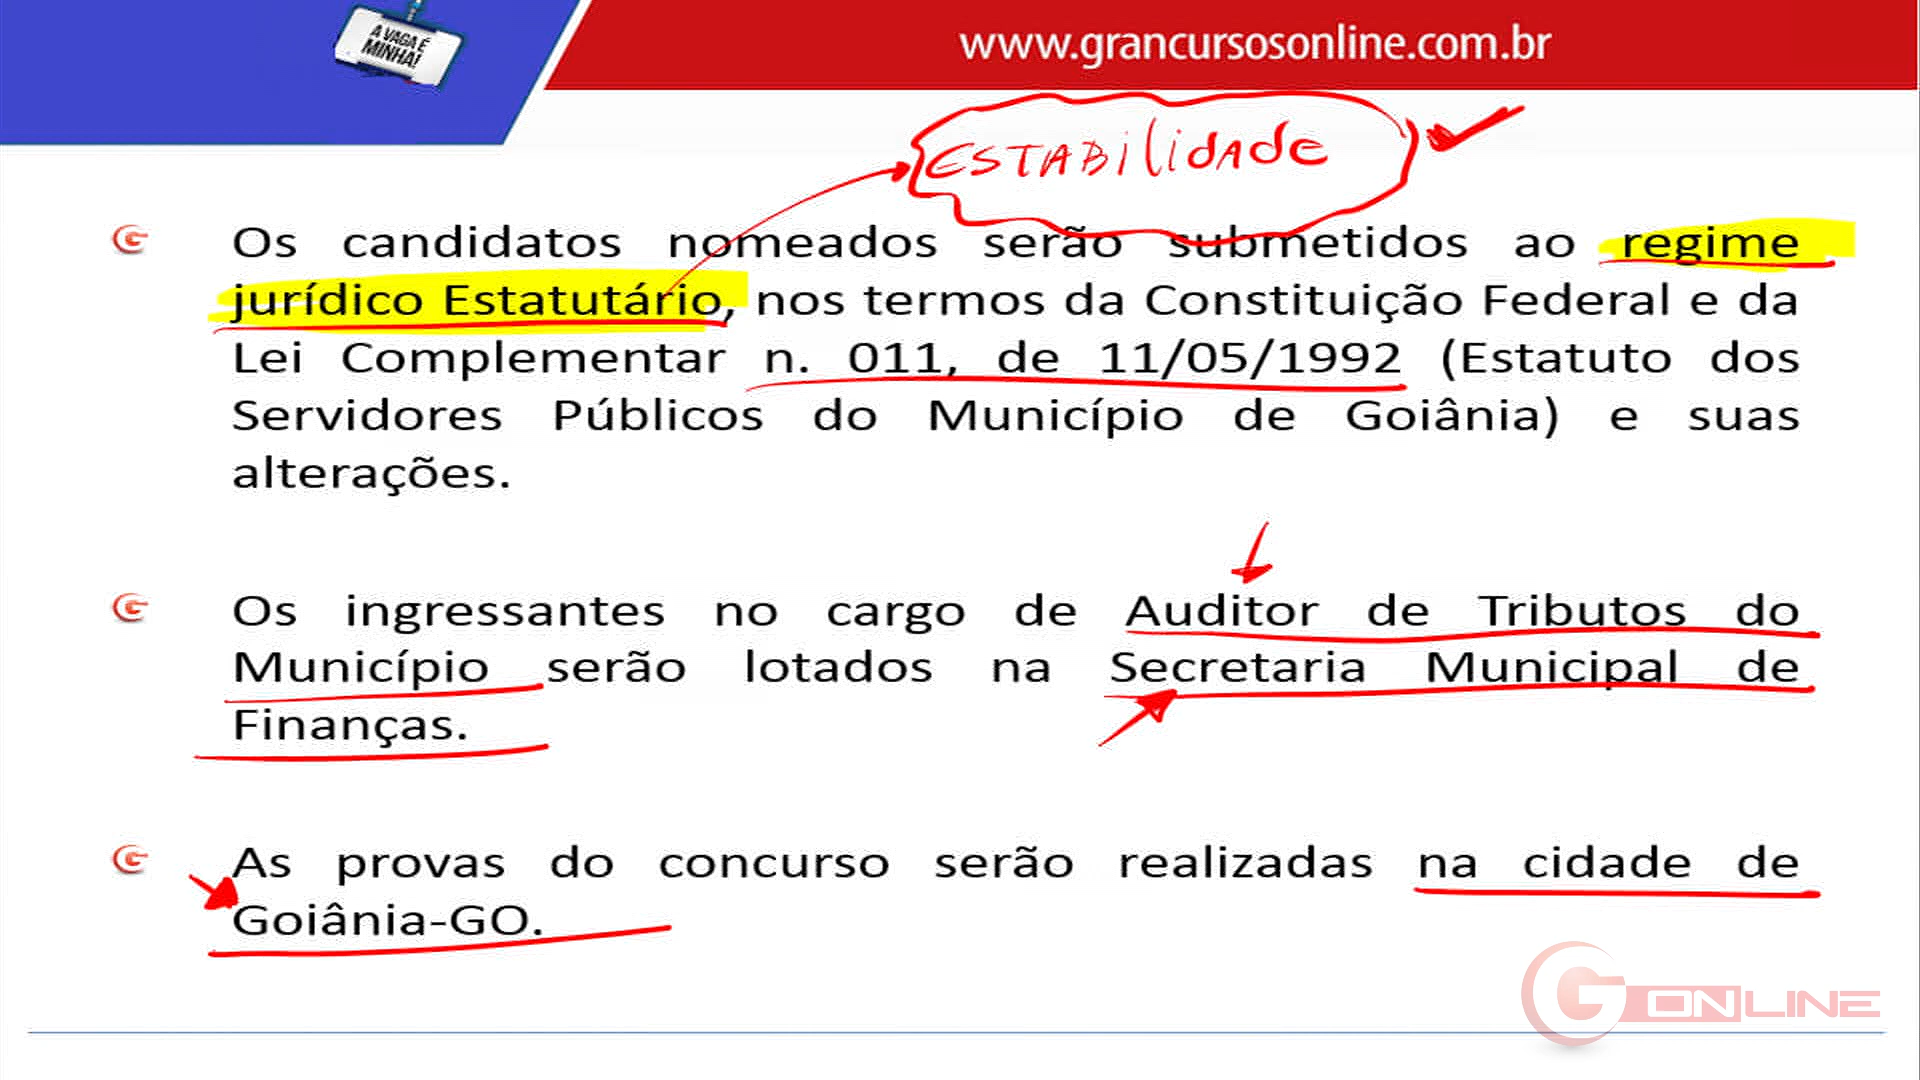 A VAGA É
MINHA!
www.grancursosonline.com.br
ESTABILIDADE
Os candidatos nomeados serão submetidos ao regime
jurídico Estatutário, nos termos da Constituição Federal e da
Lei Complementar n. 011, de 11/05/1992 (Estatuto dos
Servidores Públicos do Município de Goiânia) e suas
alterações.
Os ingressantes no cargo de Auditor de Tributos do
Município serão lotados na Secretaria Municipal de
Finanças.
As provas do concurso serão realizadas na cidade de
Goiânia-GO.
G ONLINE